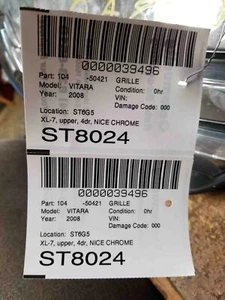 0000039496
Part: 104 -50421 GRILLE
Model: VITARA Condition: 0hr
Year: 2008 VIN:
Damage Code: 000
Location: ST6G5
XL-7, upper, 4dr, NICE CHROME
ST8024
0000039496
Part: 104 -50421 GRILLE
Model: VITARA Condition: 0hr
Year: 2008 VIN:
Damage Code: 000
Location: ST6G5
XL-7, upper, 4dr, NICE CHROME
ST8024